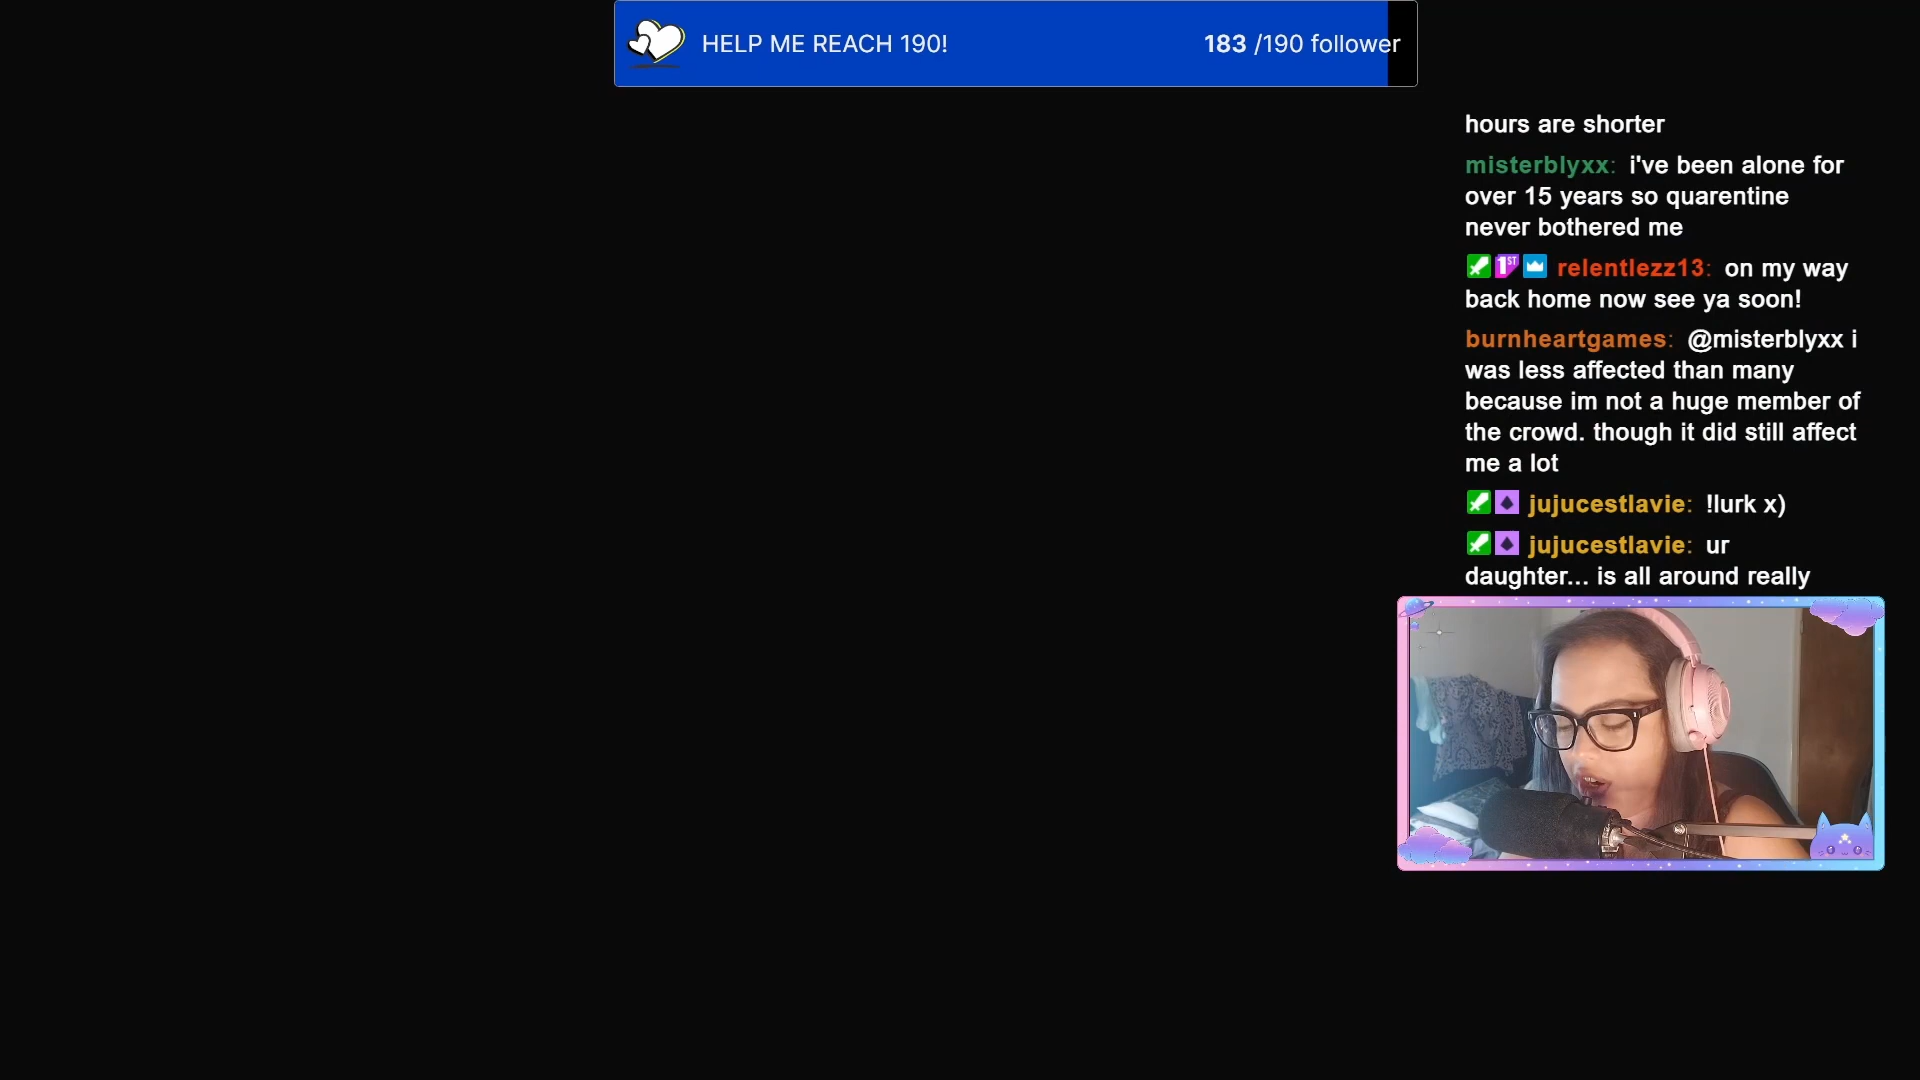 HELP ME REACH 190!
183 /190 follower
hours are shorter
misterblyxx: i've been alone for
over 15 years so quarentine
never bothered me
1ST relentlezz13: on my way
back home now see ya soon!
burnheartgames: @misterblyxx i
was less affected than many
because im not a huge member of
the crowd. though it did still affect
me a lot
jujucestlavie: !lurk x)
jujucestlavie: ur
daughter... is all around really